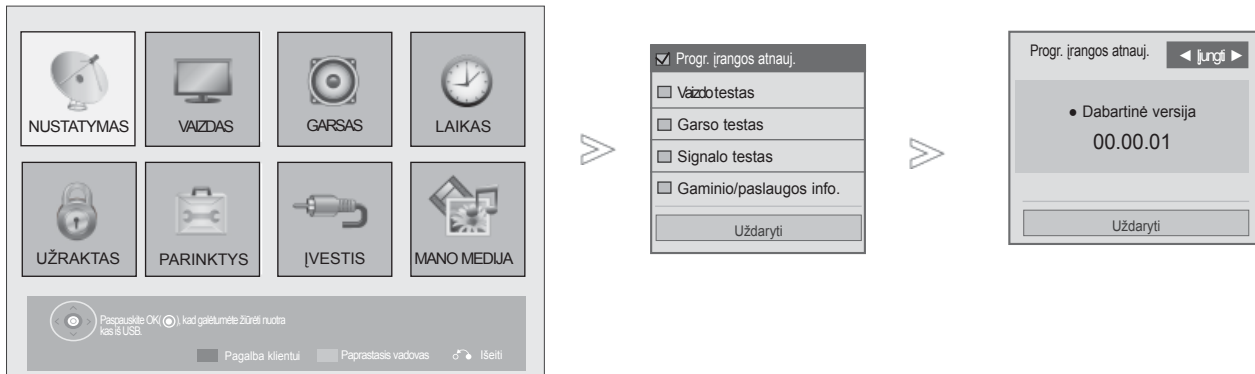 NUSTATYMAS
VAIZDAS
GARSAS
LAIKAS
UŽRAKTAS
PARINKTYS
ĮVESTIS
MANO MEDIJA
Paspauskite OK(◉), kad galėtumėte žiūrėti nuotra
kas iš USB.
Pagalba klientui Paprastasis vadovas Išeiti
Progr. įrangos atnauj.
Vaizdo testas
Garso testas
Signalo testas
Gaminio/paslaugos info.
Uždaryti
Progr. įrangos atnauj. ◄ Įjungti ►
● Dabartinė versija
00.00.01
Uždaryti